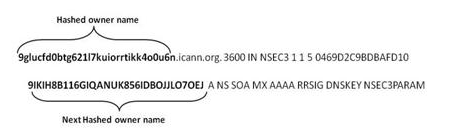 Hashed owner name
9glucfd0btg621l7kuiorrtikk4o0u6n.icann.org. 3600 IN NSEC3 1 1 5 0469D2C9BDBAFD10
9IKIH8B116GIQANUK856IDBOJJLO7OEJ A NS SOA MX AAAA RRSIG DNSKEY NSEC3PARAM
Next Hashed owner name